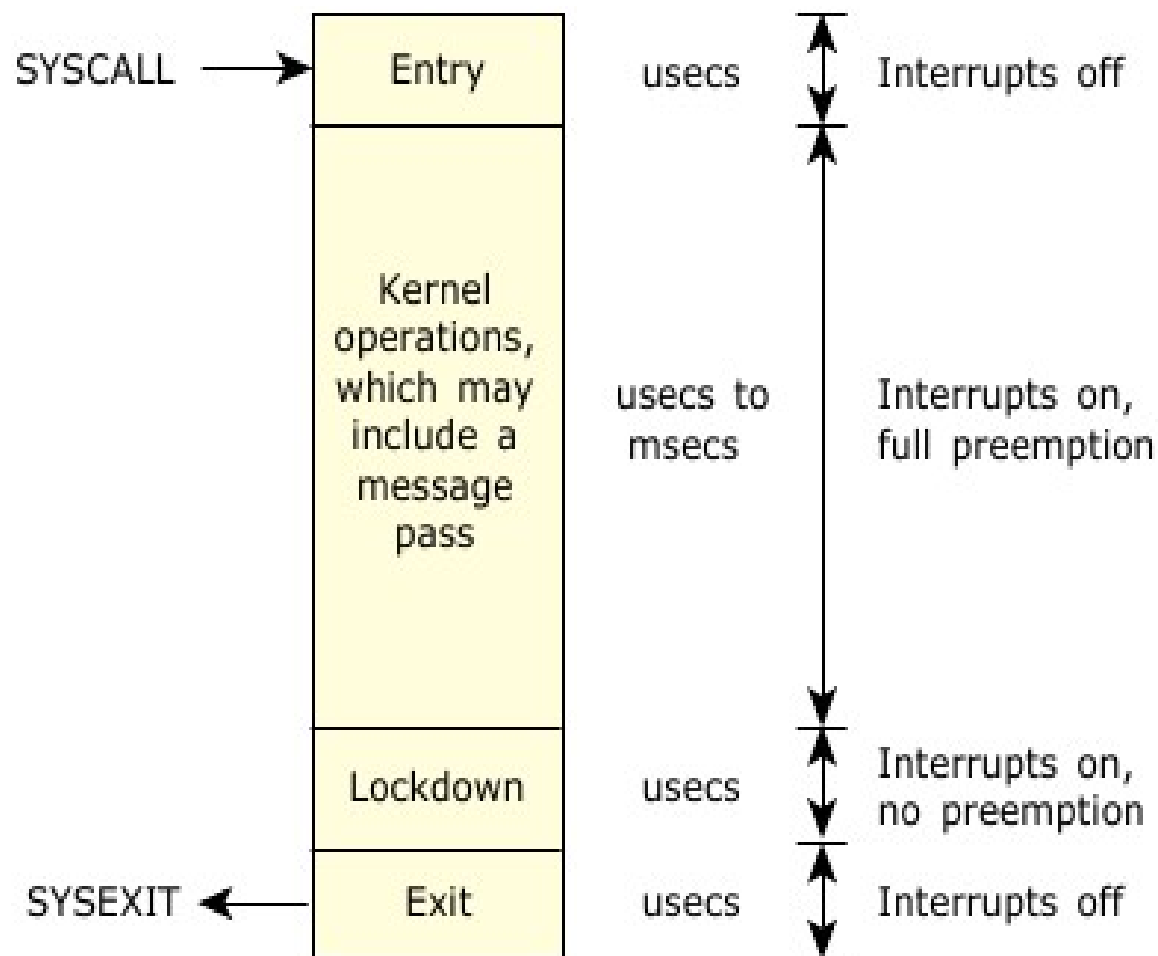 SYSCALL
Entry
usecs
Interrupts off
Kernel
operations,
which may
include a
message
pass
usecs to
msecs
Interrupts on,
full preemption
Lockdown
usecs
Interrupts on,
no preemption
SYSEXIT
Exit
usecs
Interrupts off